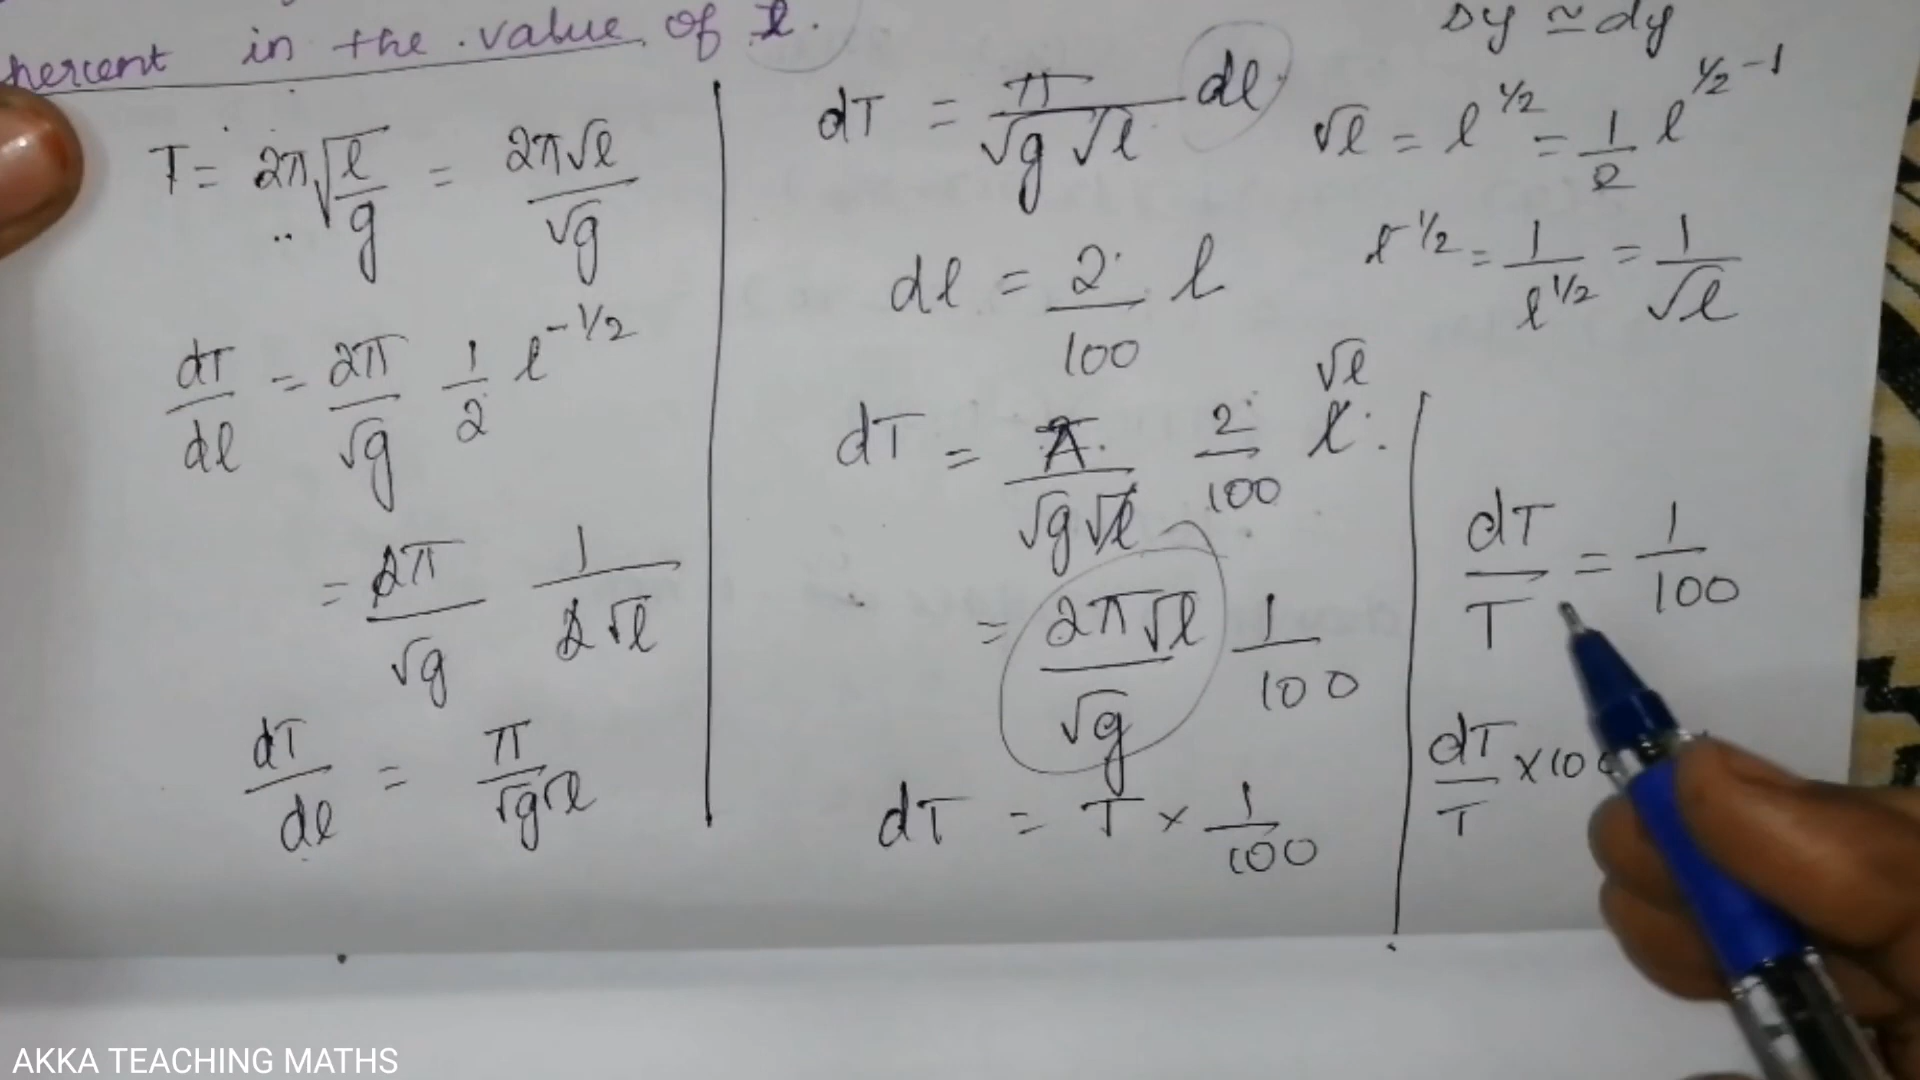 percent in the value of l.
Δy ≃ dy
T = 2π√(l/g) = 2π√l/√g
dT/dl = 2π/√g 1/2 l^(-1/2)
= 2π/√g 1/(2√l)
dT/dl = π/(√g√l)
dT = π/(√g√l) dl
dl = 2/100 l
dT = π/(√g√l) 2/100 l √l
= 2π√l/√g 1/100
dT = T × 1/100
√l = l^(1/2) = 1/2 l^(1/2-1)
l^(-1/2) = 1/l^(1/2) = 1/√l
dT/T = 1/100
dT/T ×100
AKKA TEACHING MATHS